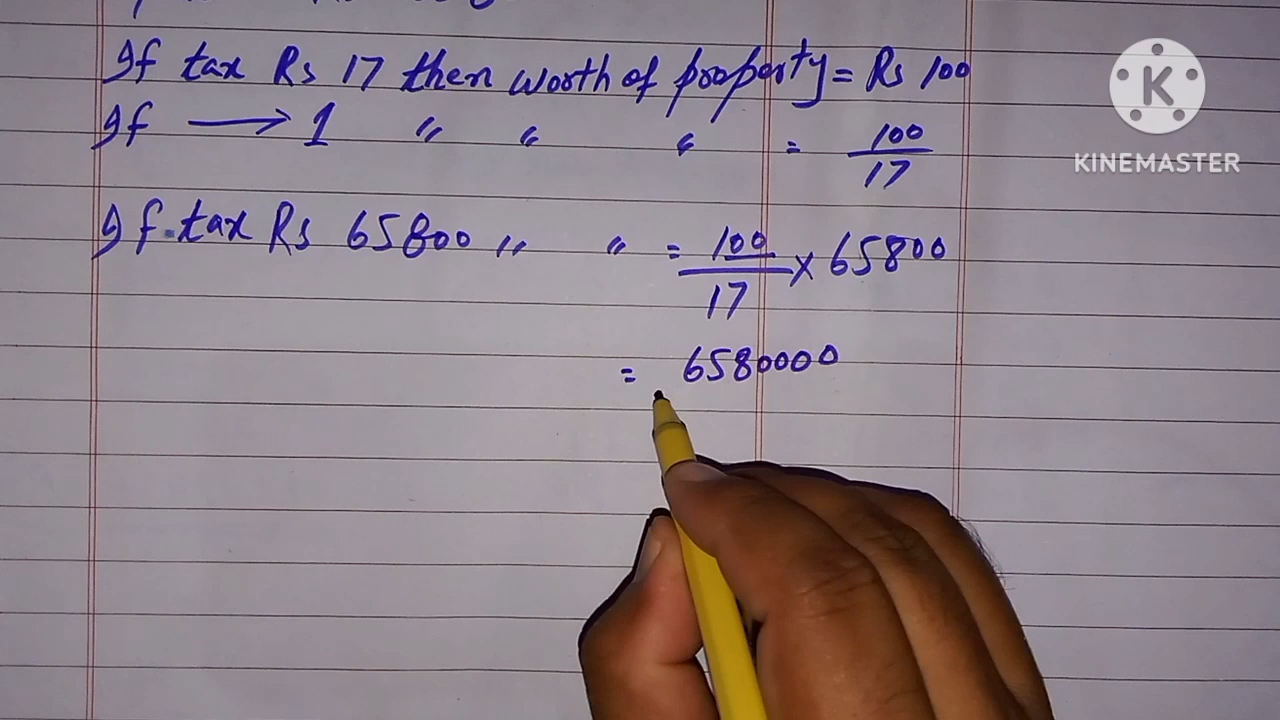 If tax Rs 17 then worth of property = Rs 100
If → 1 〃 〃 〃 = 100/17
If tax Rs 65800 〃 〃 = 100/17 × 65800
= 6580000
K
KINEMASTER